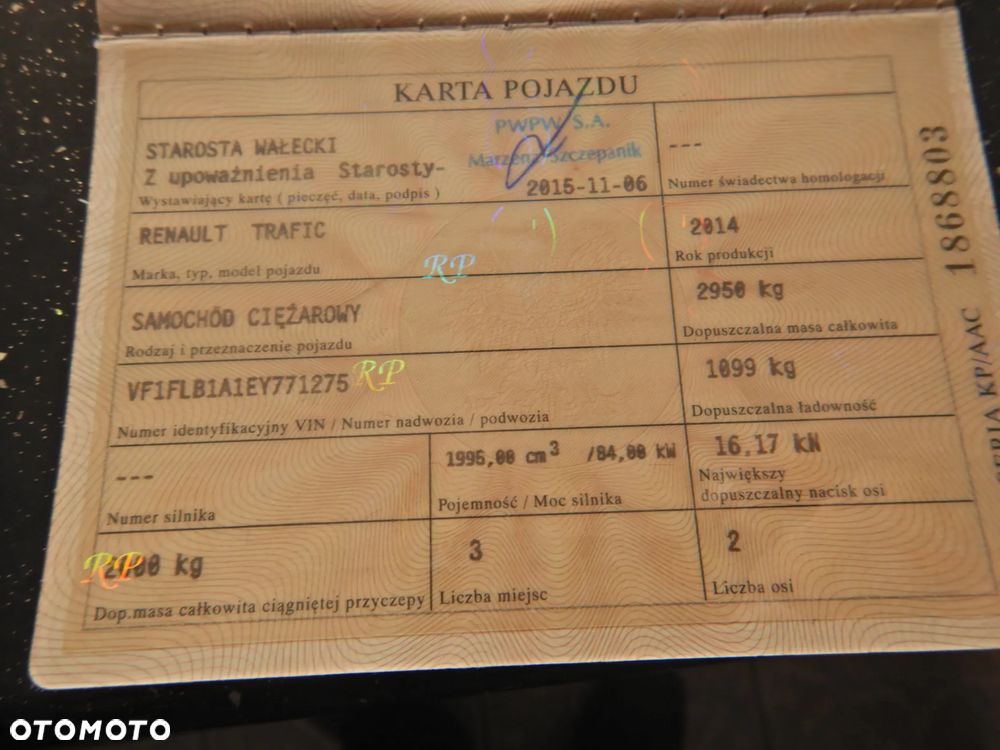 KARTA POJAZDU
STAROSTA WAŁECKI
Z upoważnienia Starosty-
PWPW S.A.
Marzena Szczepanik
2015-11-06
Wystawiający kartę ( pieczęć, data, podpis )
---
Numer świadectwa homologacji
RENAULT TRAFIC
Marka, typ, model pojazdu
RP
2014
Rok produkcji
SAMOCHÓD CIĘŻAROWY
Rodzaj i przeznaczenie pojazdu
2950 kg
Dopuszczalna masa całkowita
VF1FLB1A1EY771275
RP
Numer identyfikacyjny VIN / Numer nadwozia / podwozia
1099 kg
Dopuszczalna ładowność
---
Numer silnika
1995,00 cm3 /84,00 kW
Pojemność / Moc silnika
16,17 kN
Największy
dopuszczalny nacisk osi
RP
kg
Dop.masa całkowita ciągniętej przyczepy
3
Liczba miejsc
2
Liczba osi
KP/AAC 1868803
OTOMOTO